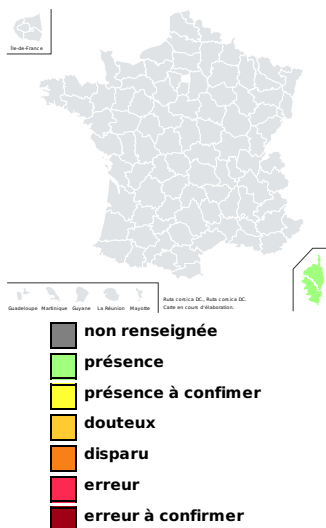 Île-de-France
Guadeloupe Martinique Guyane La Réunion Mayotte
Ruta corsica DC., Ruta corsica DC.
Carte en cours d'élaboration.
non renseignée
présence
présence à confimer
douteux
disparu
erreur
erreur à confirmer